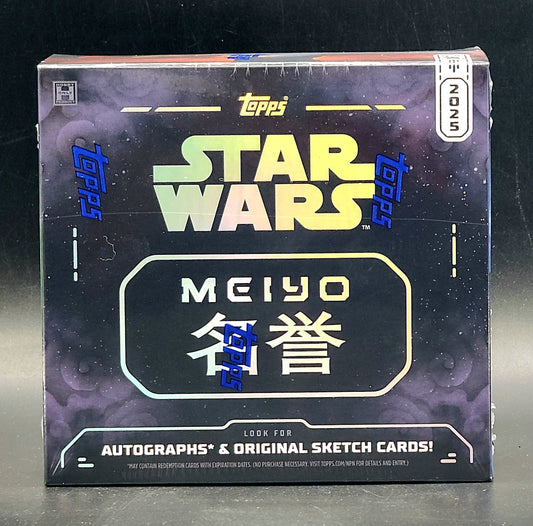 topps
2025
STAR
WARS™
topps
topps
MEIYO
名誉
topps
LOOK FOR
AUTOGRAPHS* & ORIGINAL SKETCH CARDS!
*MAY CONTAIN REDEMPTION CARDS WITH EXPIRATION DATES. (NO PURCHASE NECESSARY. VISIT TOPPS.COM/NPN FOR DETAILS AND ENTRY.)